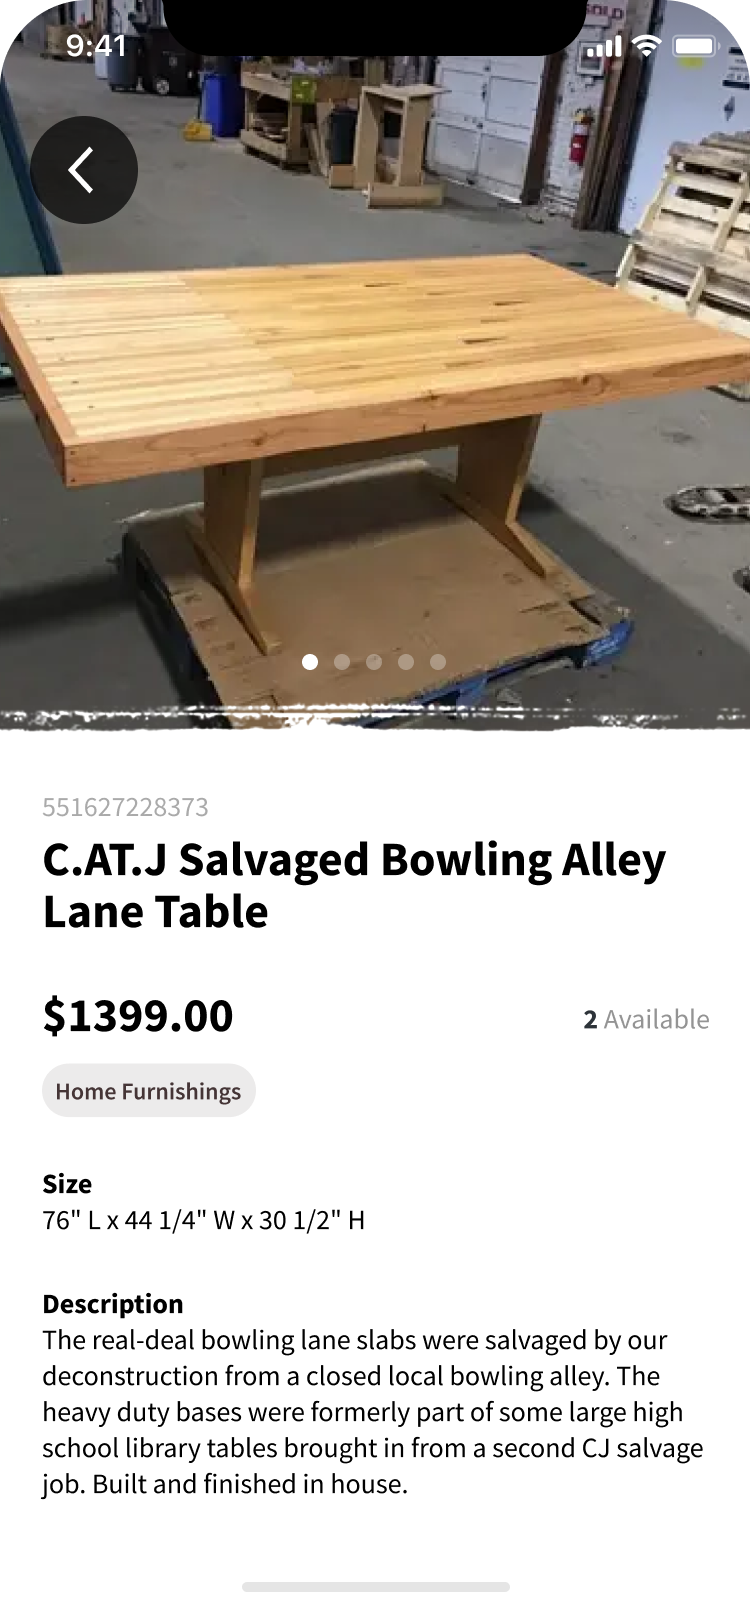 SOLD
9:41
551627228373
C.AT.J Salvaged Bowling Alley
Lane Table
$1399.00
2 Available
Home Furnishings
Size
76" L x 44 1/4" W x 30 1/2" H
Description
The real-deal bowling lane slabs were salvaged by our
deconstruction from a closed local bowling alley. The
heavy duty bases were formerly part of some large high
school library tables brought in from a second CJ salvage
job. Built and finished in house.